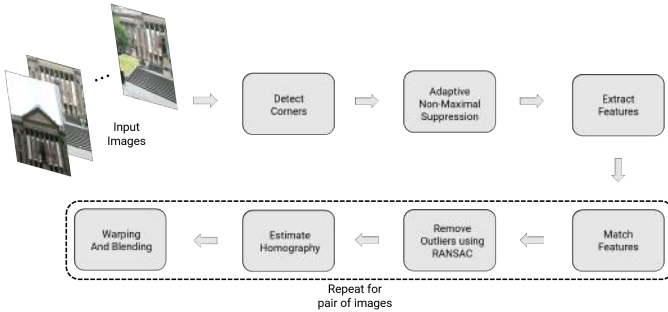 Input
Images
Detect
Corners
Adaptive
Non-Maximal
Suppression
Extract
Features
Match
Features
Remove
Outliers using
RANSAC
Estimate
Homography
Warping
And Blending
Repeat for
pair of images